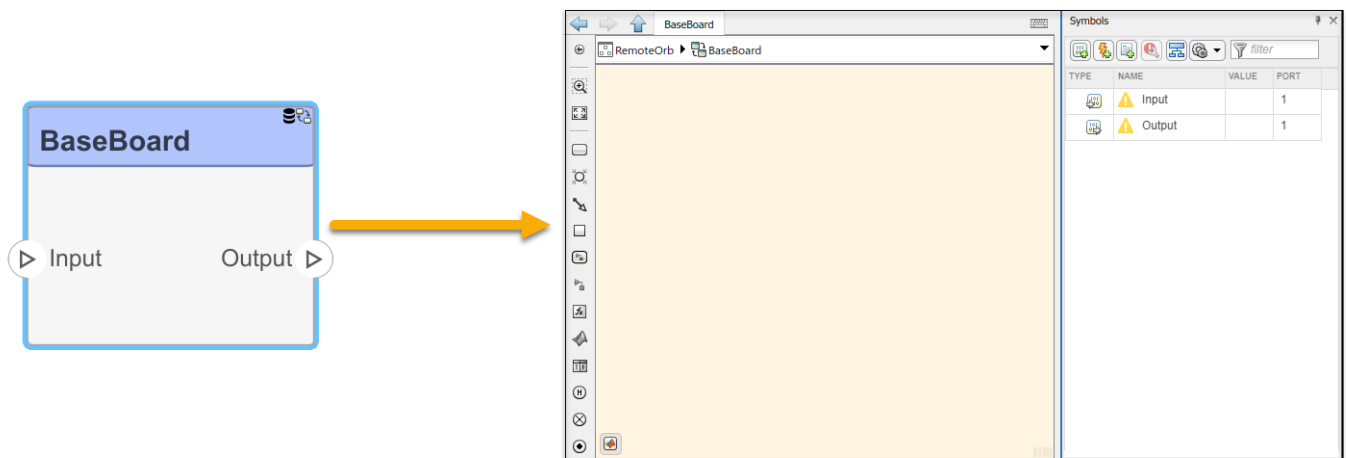 BaseBoard
Input
Output
BaseBoard
RemoteOrb BaseBoard
Symbols
filter
TYPE NAME VALUE PORT
Input 1
Output 1